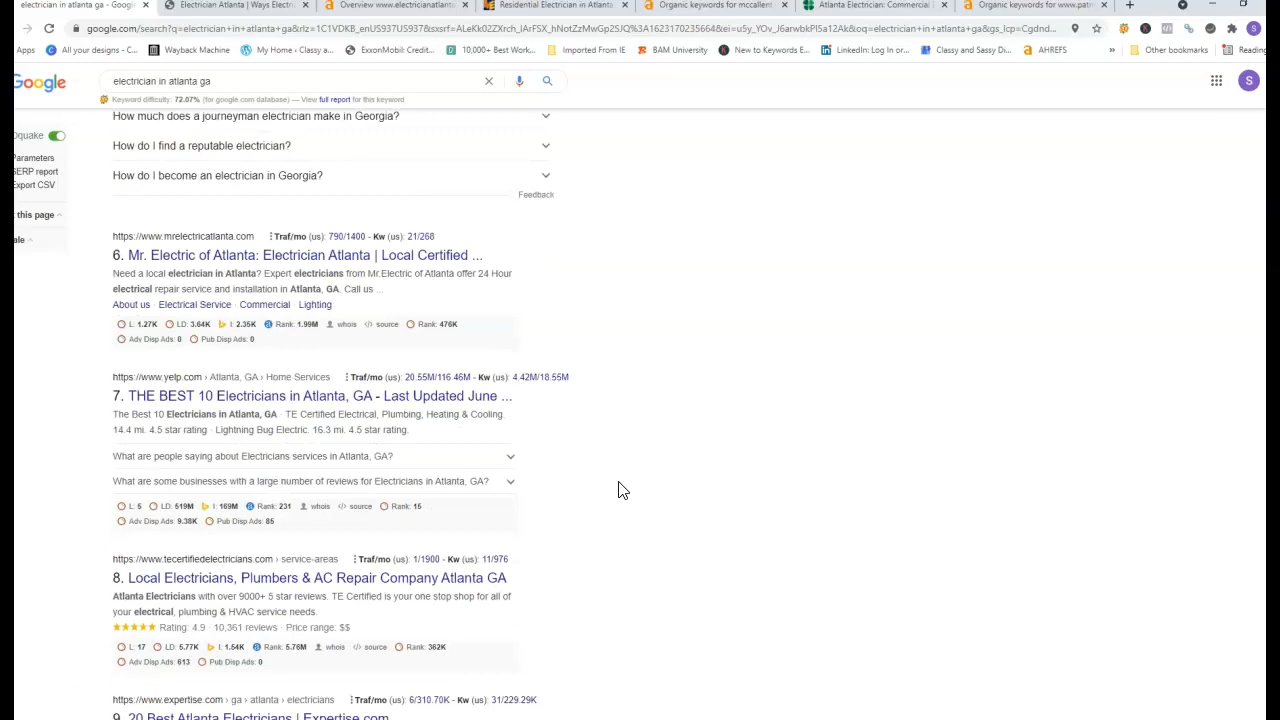 electrician in atlanta ga - Goo
Electrician Atlanta | Ways Electri
Overview www.electricianatlant
Residential Electrician in Atlanta
Organic keywords for mccallen
Atlanta Electrician: Commercial
Organic keywords for www.patr
google.com/search?q=electrician+in+atlanta+ga&rlz=1C1VDKB_enUS937US937&sxsrf=ALeKk02ZXrch_IArFSX_hNotZzMwGp2SJQ%3A1623170235664&ei=u5y_YOv_J6arwbkPl5a12Ak&oq=electrician+in+atlanta+ga&gs_lcp=Cgdnd...
Apps
All your designs - C...
Wayback Machine
My Home ‹ Classy a...
ExxonMobil Credit...
10,000+ Best Work...
Imported From IE
BAM University
New to Keywords E...
LinkedIn: Log In or...
Classy and Sassy Di...
AHREFS
»
Other bookmarks
Reading
Google
electrician in atlanta ga
S
Keyword difficulty: 72.07% (for google.com database) — View full report for this keyword
How much does a journeyman electrician make in Georgia?
Oquake
How do I find a reputable electrician?
Parameters
SERP report
How do I become an electrician in Georgia?
Export CSV
Feedback
this page
https://www.mrelectricatlanta.com Traf/mo (us): 790/1400 - Kw (us): 21/268
ale
6. Mr. Electric of Atlanta: Electrician Atlanta | Local Certified ...
Need a local electrician in Atlanta? Expert electricians from Mr.Electric of Atlanta offer 24 Hour
electrical repair service and installation in Atlanta, GA. Call us ...
About us · Electrical Service · Commercial · Lighting
L: 1.27K LD: 3.64K I: 2.35K Rank: 1.99M whois source Rank: 476K
Adv Disp Ads: 0 Pub Disp Ads: 0
https://www.yelp.com › Atlanta, GA › Home Services Traf/mo (us): 20.55M/116.46M - Kw (us): 4.42M/18.55M
7. THE BEST 10 Electricians in Atlanta, GA - Last Updated June ...
The Best 10 Electricians in Atlanta, GA · TE Certified Electrical, Plumbing, Heating & Cooling.
14.4 mi. 4.5 star rating · Lightning Bug Electric. 16.3 mi. 4.5 star rating.
What are people saying about Electricians services in Atlanta, GA?
What are some businesses with a large number of reviews for Electricians in Atlanta, GA?
L: 5 LD: 519M I: 169M Rank: 231 whois source Rank: 15
Adv Disp Ads: 9.38K Pub Disp Ads: 85
https://www.tecertifiedelectricians.com › service-areas Traf/mo (us): 1/1900 - Kw (us): 11/976
8. Local Electricians, Plumbers & AC Repair Company Atlanta GA
Atlanta Electricians with over 9000+ 5 star reviews. TE Certified is your one stop shop for all of
your electrical, plumbing & HVAC service needs.
★★★★★ Rating: 4.9 · 10,361 reviews · Price range: $$
L: 17 LD: 5.77K I: 1.54K Rank: 5.76M whois source Rank: 362K
Adv Disp Ads: 613 Pub Disp Ads: 0
https://www.expertise.com › ga › atlanta › electricians Traf/mo (us): 6/310.70K - Kw (us): 31/229.29K
9. 20 Best Atlanta Electricians | Expertise.com